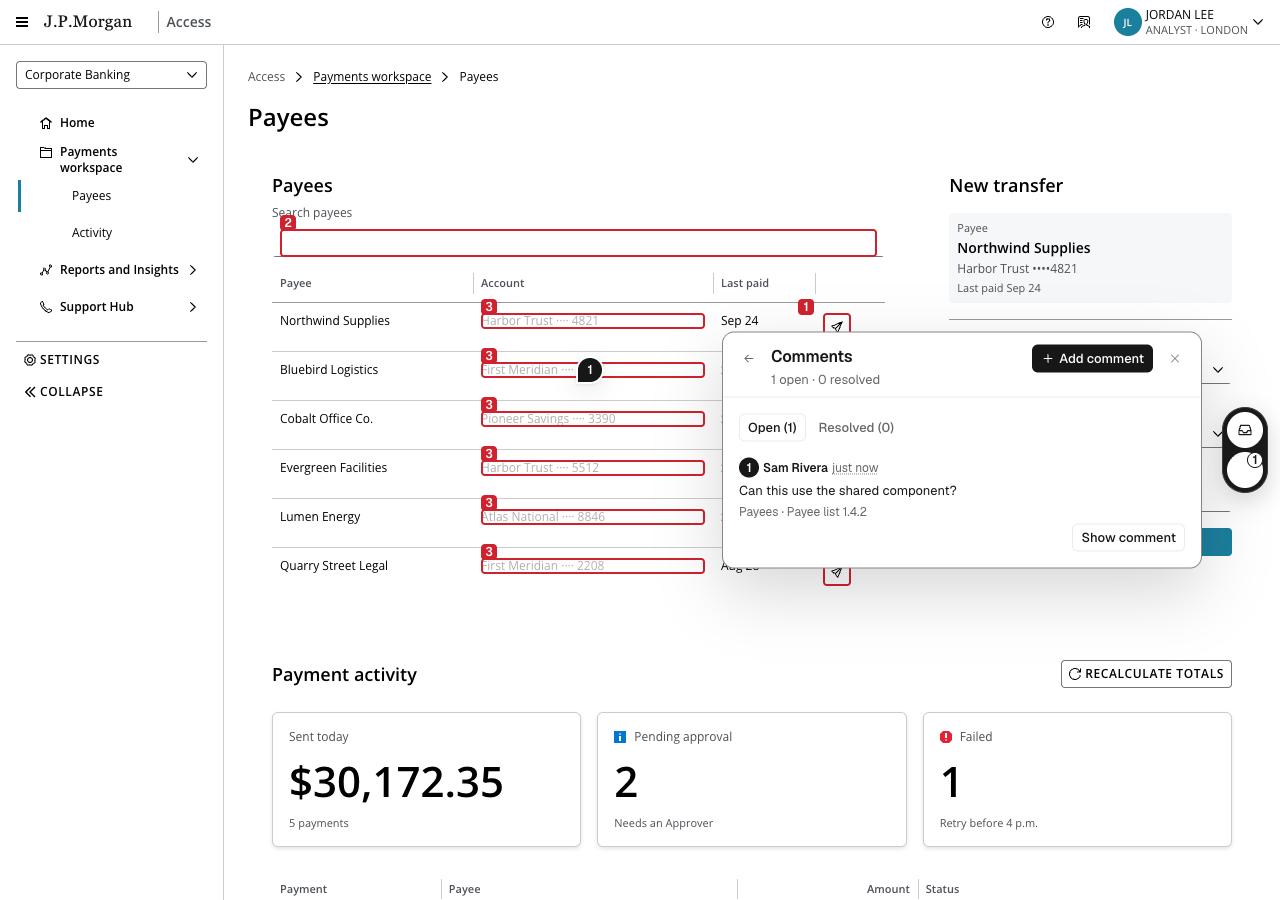 J.P.Morgan
Access
JL
JORDAN LEE
ANALYST · LONDON
Corporate Banking
Home
Payments workspace
Payees
Activity
Reports and Insights
Support Hub
SETTINGS
COLLAPSE
Access
Payments workspace
Payees
Payees
Payees
Search payees
2
Payee
Account
Last paid
3
1
Northwind Supplies
Harbor Trust ···· 4821
Sep 24
3
Bluebird Logistics
First Meridian ····
1
3
Cobalt Office Co.
Pioneer Savings ···· 3390
3
Evergreen Facilities
Harbor Trust ···· 5512
3
Lumen Energy
Atlas National ···· 8846
3
Quarry Street Legal
First Meridian ···· 2208
New transfer
Payee
Northwind Supplies
Harbor Trust ••••4821
Last paid Sep 24
Comments
1 open · 0 resolved
Add comment
Open (1)
Resolved (0)
1
Sam Rivera
just now
Can this use the shared component?
Payees · Payee list 1.4.2
Show comment
1
Payment activity
RECALCULATE TOTALS
Sent today
$30,172.35
5 payments
Pending approval
2
Needs an Approver
Failed
1
Retry before 4 p.m.
Payment
Payee
Amount
Status